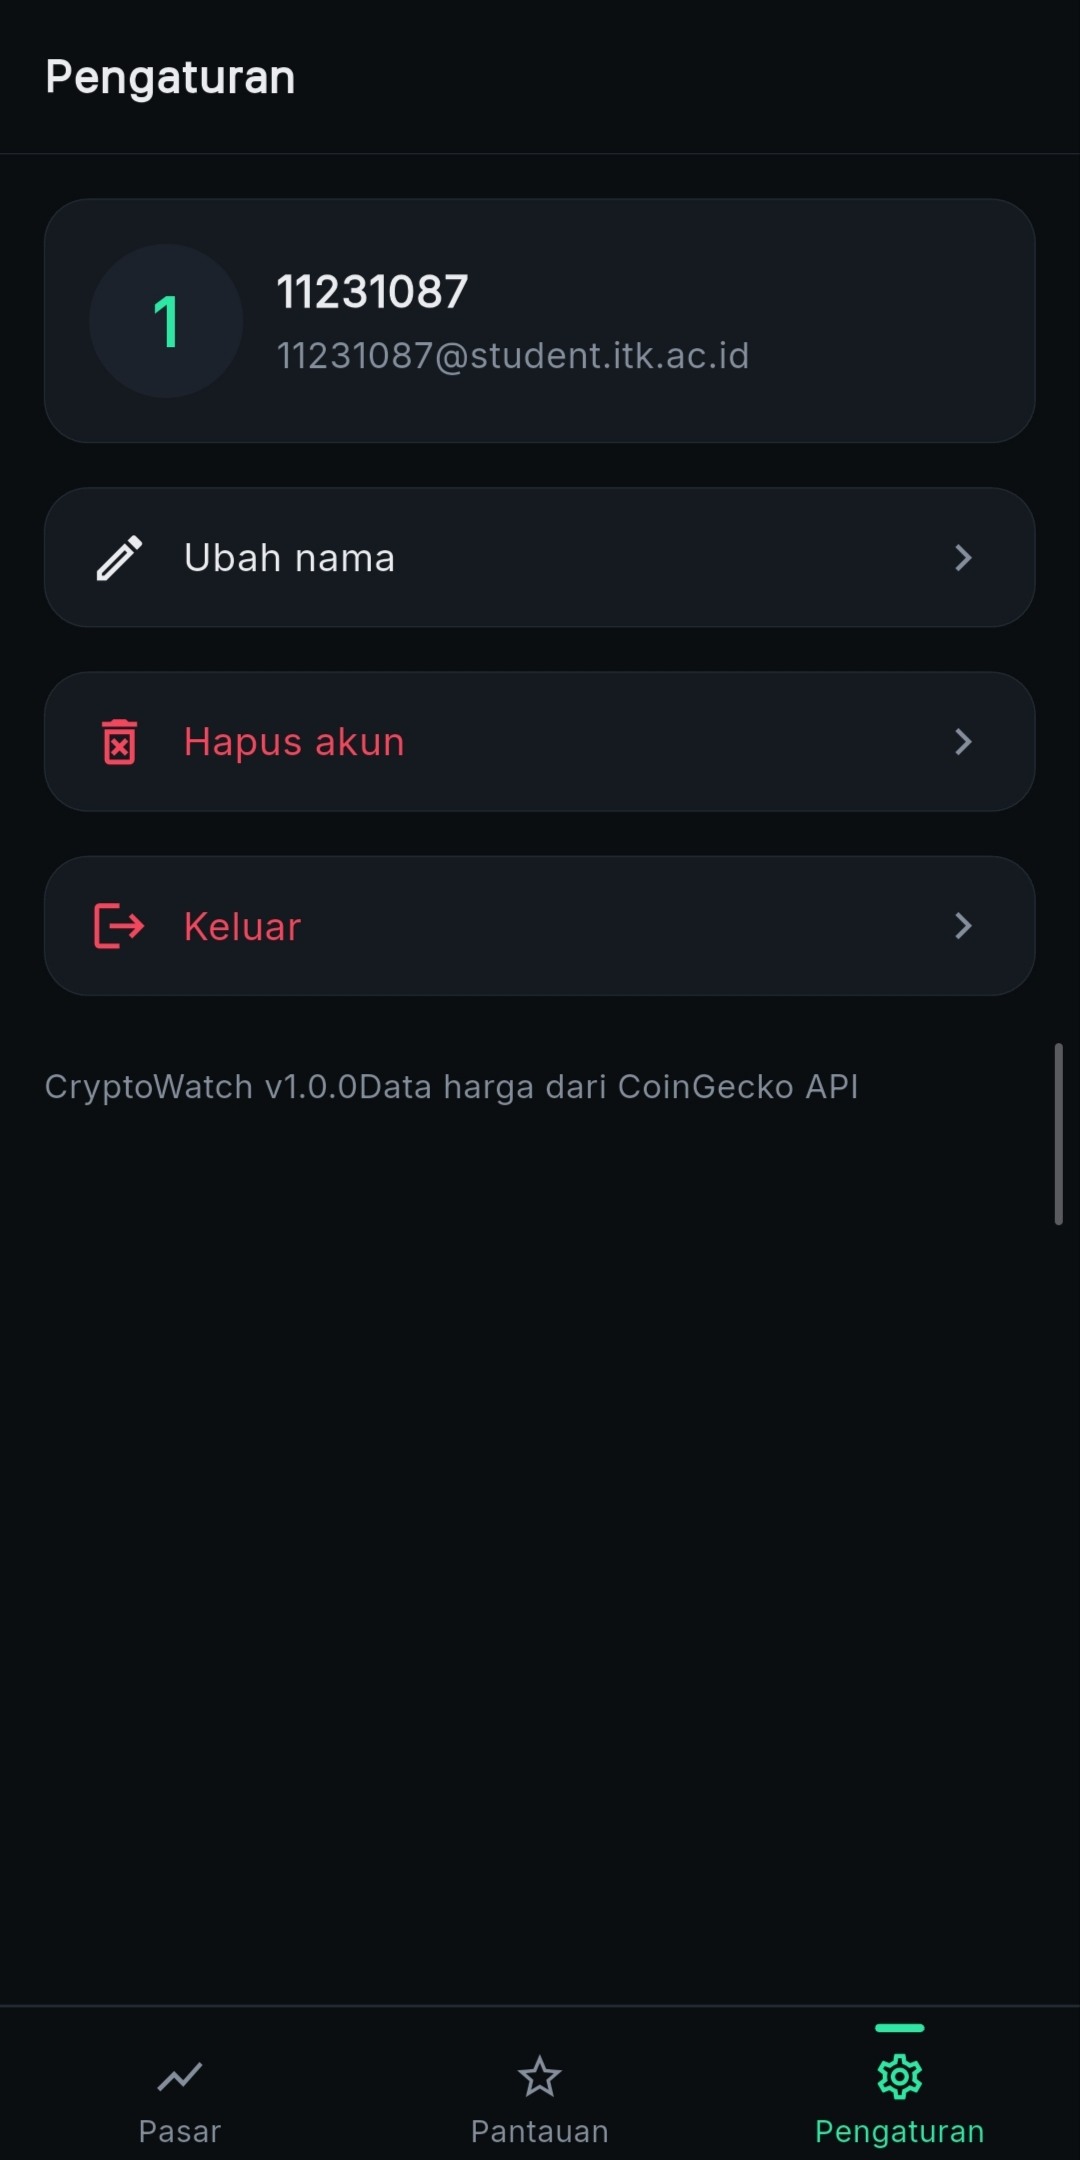 Pengaturan
1
11231087
11231087@student.itk.ac.id
Ubah nama
Hapus akun
Keluar
CryptoWatch v1.0.0Data harga dari CoinGecko API
Pasar
Pantauan
Pengaturan